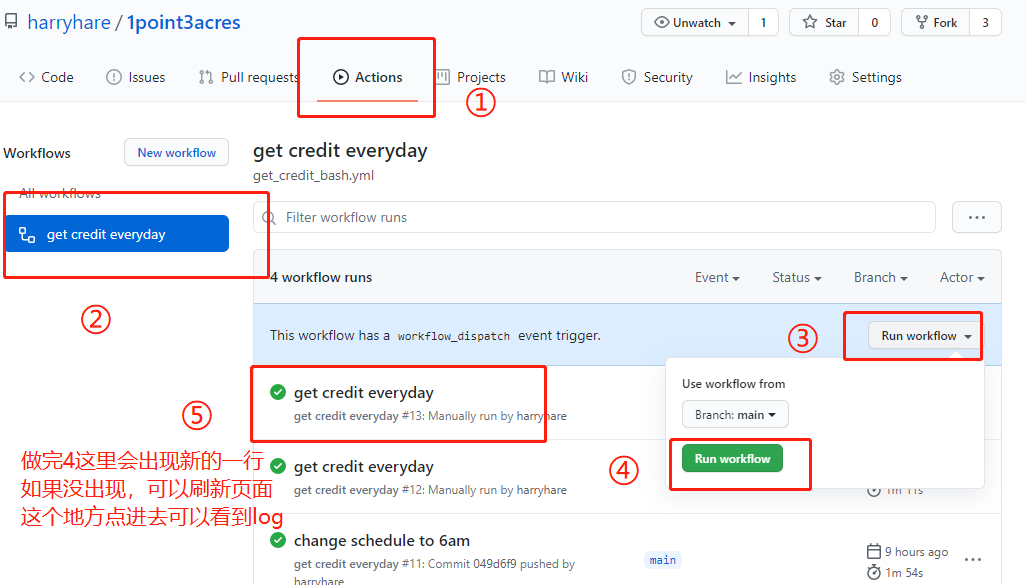 harryhare / 1point3acres
Unwatch 1 Star 0 Fork 3
Code Issues Pull requests Actions Projects Wiki Security Insights Settings
①
Workflows New workflow
All workflows
get credit everyday
②
get credit everyday
get_credit_bash.yml
Filter workflow runs
4 workflow runs Event Status Branch Actor
This workflow has a workflow_dispatch event trigger.
③
Run workflow
Use workflow from
Branch: main
④
Run workflow
get credit everyday
get credit everyday #13: Manually run by harryhare
⑤
做完4这里会出现新的一行
如果没出现，可以刷新页面
这个地方点进去可以看到log
get credit everyday
get credit everyday #12: Manually run by harryhare
1m 11s
change schedule to 6am
get credit everyday #11: Commit 049d6f9 pushed by
harryhare
main
9 hours ago
1m 54s